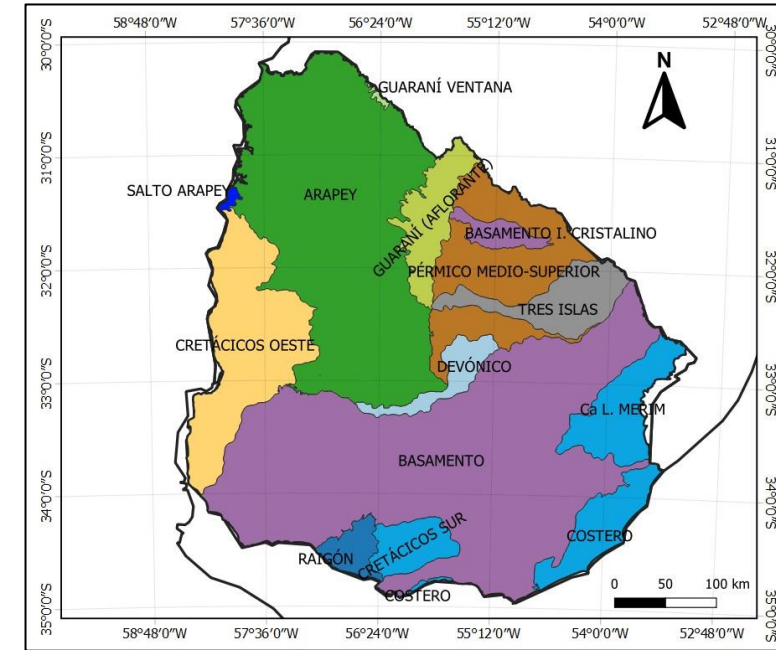 58°48'0"W 57°36'0"W 56°24'0"W 55°12'0"W 54°0'0"W 52°48'0"W
30°0'0"S 30°0'0"S
N
GUARANÍ VENTANA
31°0'0"S 31°0'0"S
SALTO ARAPEY
ARAPEY
GUARANÍ (AFLORANTE)
BASAMENTO I. CRISTALINO
PÉRMICO MEDIO-SUPERIOR
32°0'0"S 32°0'0"S
TRES ISLAS
CRETÁCICOS OESTE
DEVÓNICO
33°0'0"S 33°0'0"S
Ca L. MERIM
BASAMENTO
34°0'0"S 34°0'0"S
CRETÁCICOS SUR
COSTERO
RAIGÓN
COSTERO
0 50 100 km
35°0'0"S 35°0'0"S
58°48'0"W 57°36'0"W 56°24'0"W 55°12'0"W 54°0'0"W 52°48'0"W